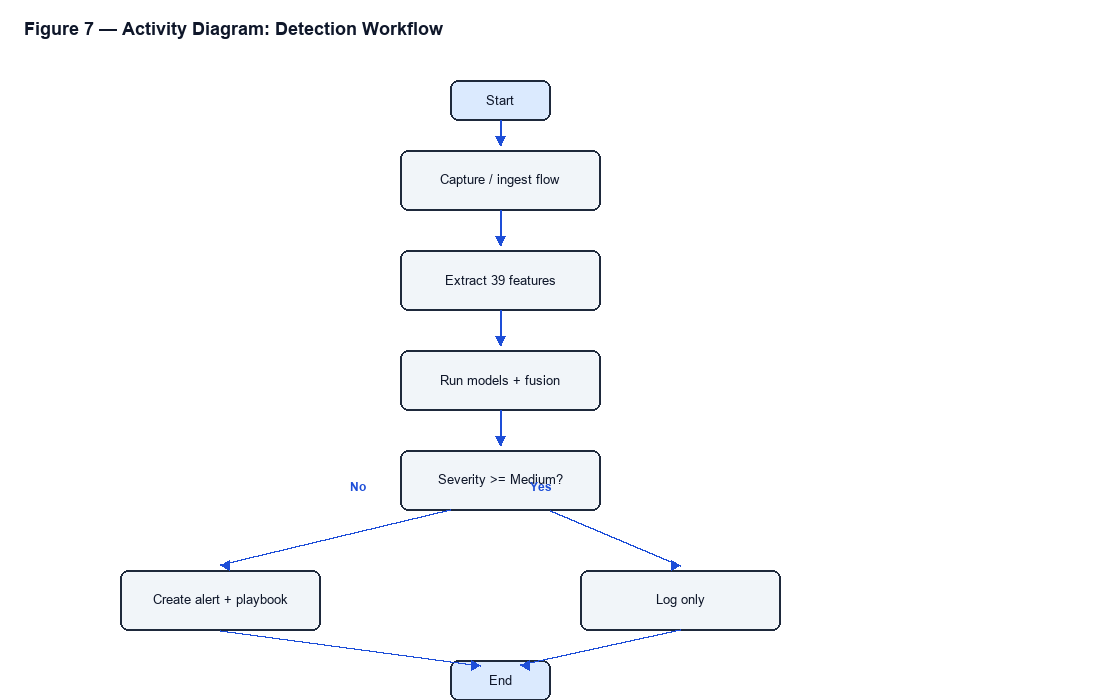 Figure 7 — Activity Diagram: Detection Workflow
Start
Capture / ingest flow
Extract 39 features
Run models + fusion
Severity >= Medium?
No
Yes
Create alert + playbook
Log only
End